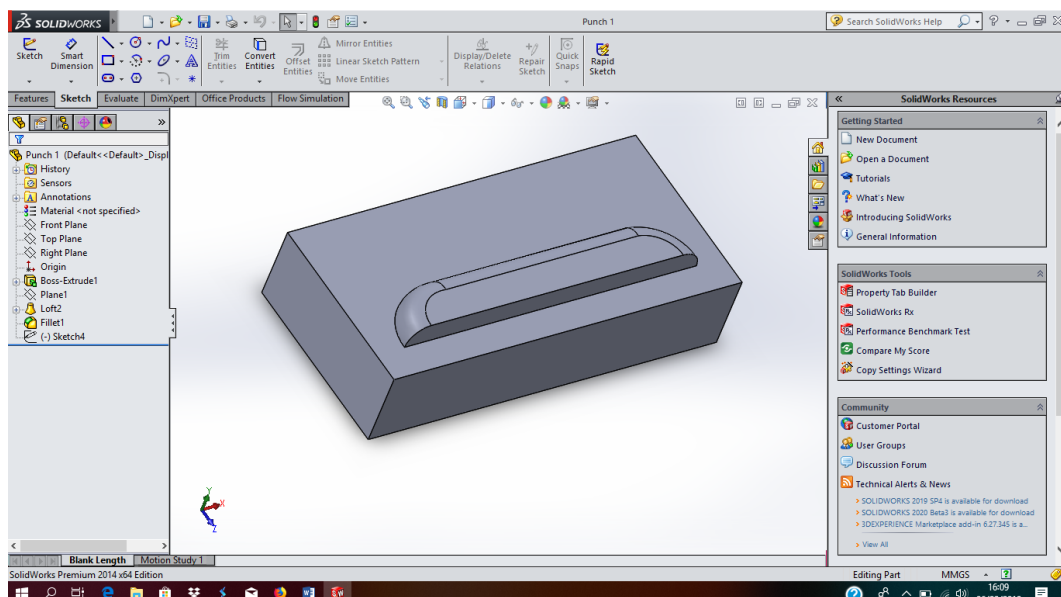 SOLIDWORKS
Punch 1
Search SolidWorks Help
Sketch
Smart Dimension
Trim Entities
Convert Entities
Offset Entities
Mirror Entities
Linear Sketch Pattern
Move Entities
Display/Delete Relations
Repair Sketch
Quick Snaps
Rapid Sketch
Features
Sketch
Evaluate
DimXpert
Office Products
Flow Simulation
Punch 1 (Default<<Default>_Displ
History
Sensors
Annotations
Material <not specified>
Front Plane
Top Plane
Right Plane
Origin
Boss-Extrude1
Plane1
Loft2
Fillet1
(-) Sketch4
Y
X
Z
SolidWorks Resources
Getting Started
New Document
Open a Document
Tutorials
What's New
Introducing SolidWorks
General Information
SolidWorks Tools
Property Tab Builder
SolidWorks Rx
Performance Benchmark Test
Compare My Score
Copy Settings Wizard
Community
Customer Portal
User Groups
Discussion Forum
Technical Alerts & News
SOLIDWORKS 2019 SP4 is available for download
SOLIDWORKS 2020 Beta3 is available for download
3DEXPERIENCE Marketplace add-in 6.27.345 is a...
View All
Blank Length
Motion Study 1
SolidWorks Premium 2014 x64 Edition
Editing Part
MMGS
16:09